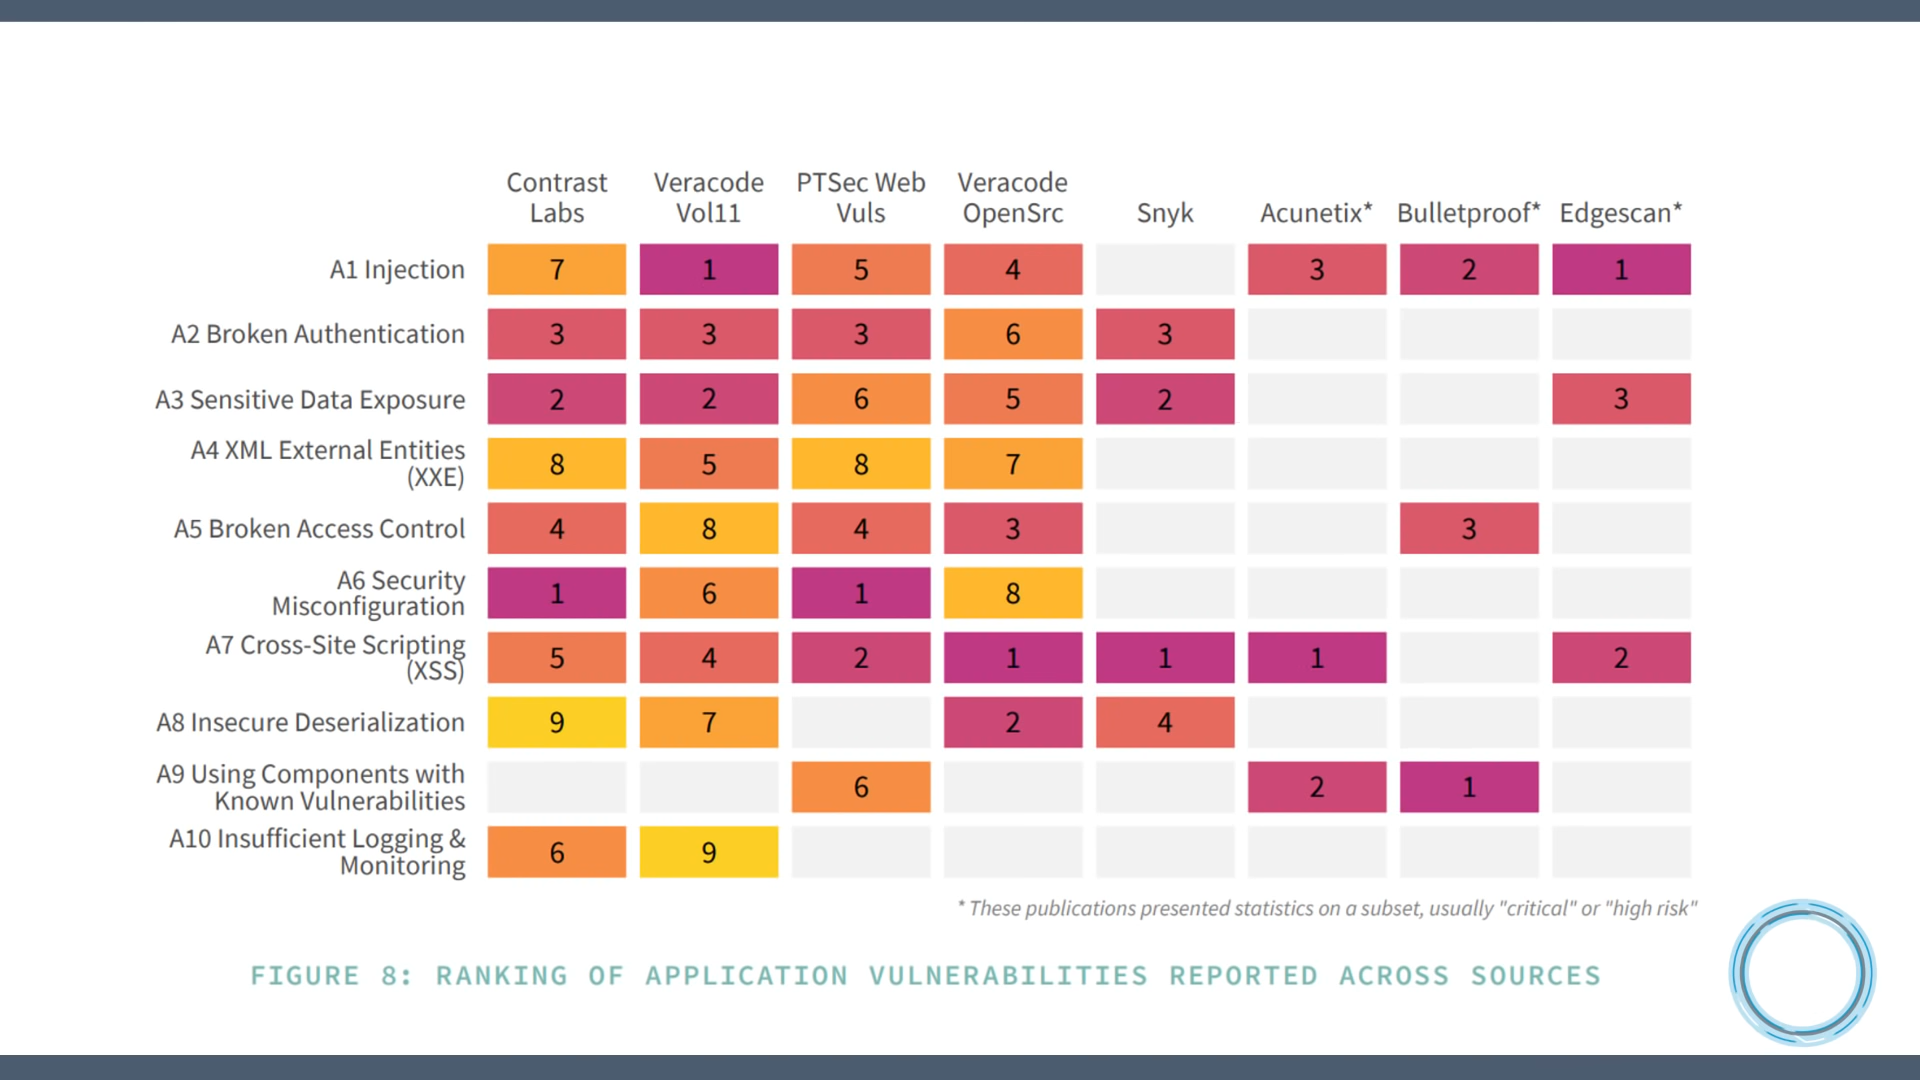 Contrast Labs Veracode Vol11 PTSec Web Vuls Veracode OpenSrc Snyk Acunetix* Bulletproof* Edgescan*
A1 Injection 7 1 5 4 3 2 1
A2 Broken Authentication 3 3 3 6 3
A3 Sensitive Data Exposure 2 2 6 5 2 3
A4 XML External Entities (XXE) 8 5 8 7
A5 Broken Access Control 4 8 4 3 3
A6 Security Misconfiguration 1 6 1 8
A7 Cross-Site Scripting (XSS) 5 4 2 1 1 1 2
A8 Insecure Deserialization 9 7 2 4
A9 Using Components with Known Vulnerabilities 6 2 1
A10 Insufficient Logging & Monitoring 6 9
* These publications presented statistics on a subset, usually "critical" or "high risk"
FIGURE 8: RANKING OF APPLICATION VULNERABILITIES REPORTED ACROSS SOURCES